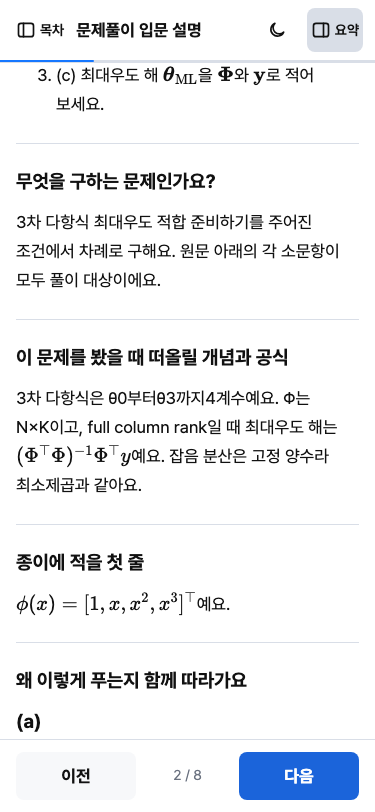 목차 문제풀이 입문 설명 요약
3. (c) 최대우도 해 𝜽_ML을 𝚽와 𝐲로 적어
보세요.
무엇을 구하는 문제인가요?
3차 다항식 최대우도 적합 준비하기를 주어진
조건에서 차례로 구해요. 원문 아래의 각 소문항이
모두 풀이 대상이에요.
이 문제를 봤을 때 떠올릴 개념과 공식
3차 다항식은 θ0부터θ3까지4계수예요. Φ는
N×K이고, full column rank일 때 최대우도 해는
(Φ^⊤Φ)^−1Φ^⊤y예요. 잡음 분산은 고정 양수라
최소제곱과 같아요.
종이에 적을 첫 줄
ϕ(x) = [1, x, x^2, x^3]^⊤예요.
왜 이렇게 푸는지 함께 따라가요
(a)
이전 2 / 8 다음